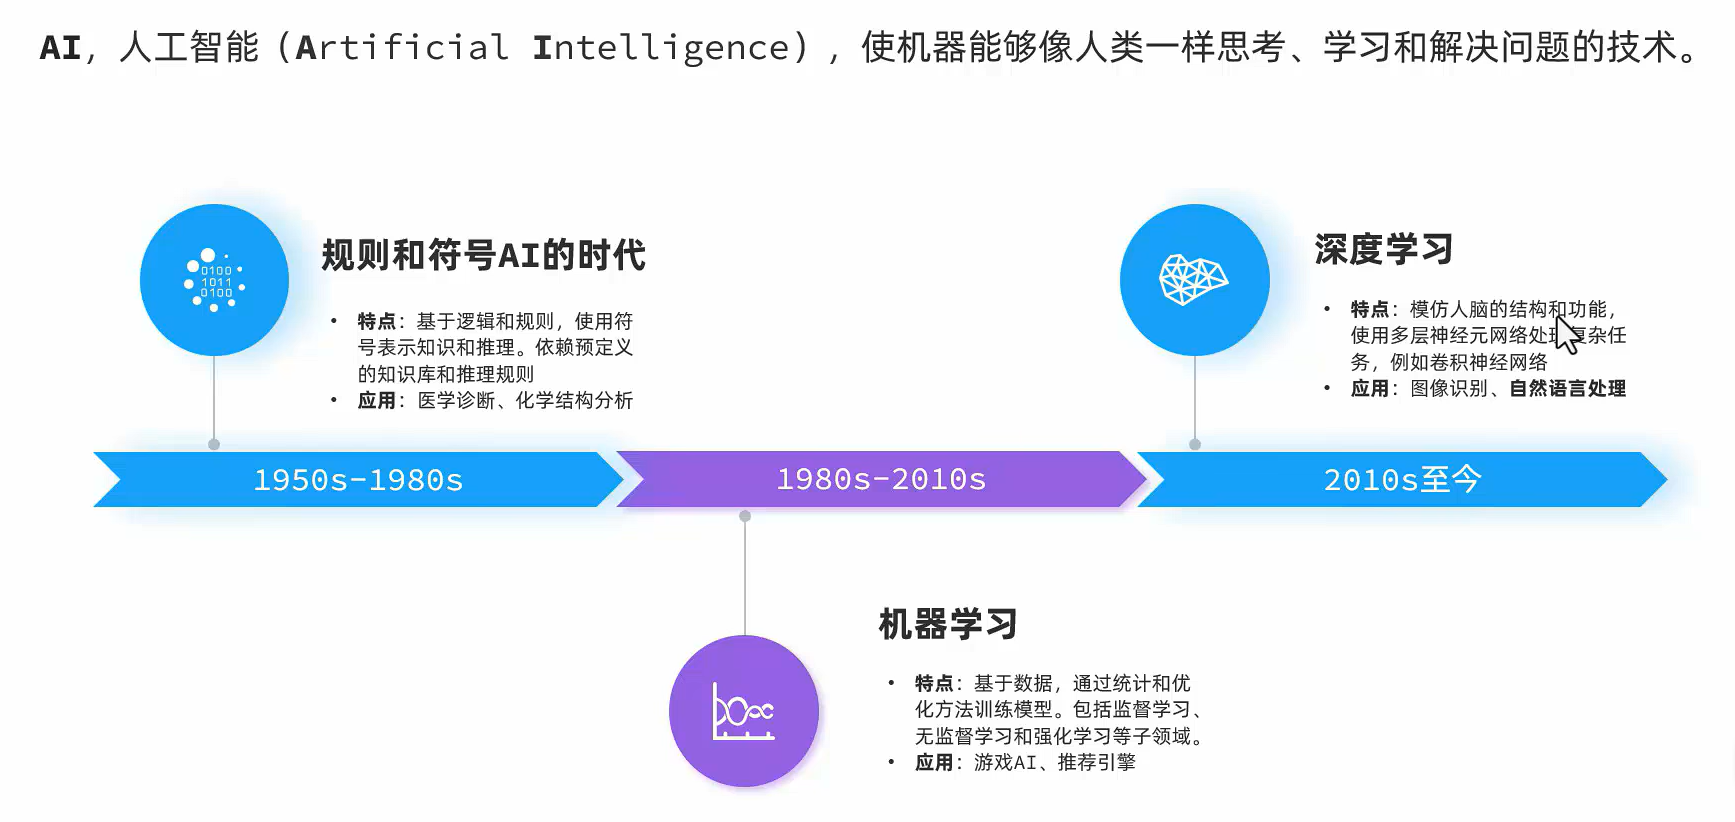 AI，人工智能（Artificial Intelligence），使机器能够像人类一样思考、学习和解决问题的技术。
0100
1011
0100
规则和符号AI的时代
• 特点：基于逻辑和规则，使用符
号表示知识和推理。依赖预定义
的知识库和推理规则
• 应用：医学诊断、化学结构分析
深度学习
• 特点：模仿人脑的结构和功能，
使用多层神经元网络处理复杂任
务，例如卷积神经网络
• 应用：图像识别、自然语言处理
1950s-1980s
1980s-2010s
2010s至今
机器学习
• 特点：基于数据，通过统计和优
化方法训练模型。包括监督学习、
无监督学习和强化学习等子领域。
• 应用：游戏AI、推荐引擎